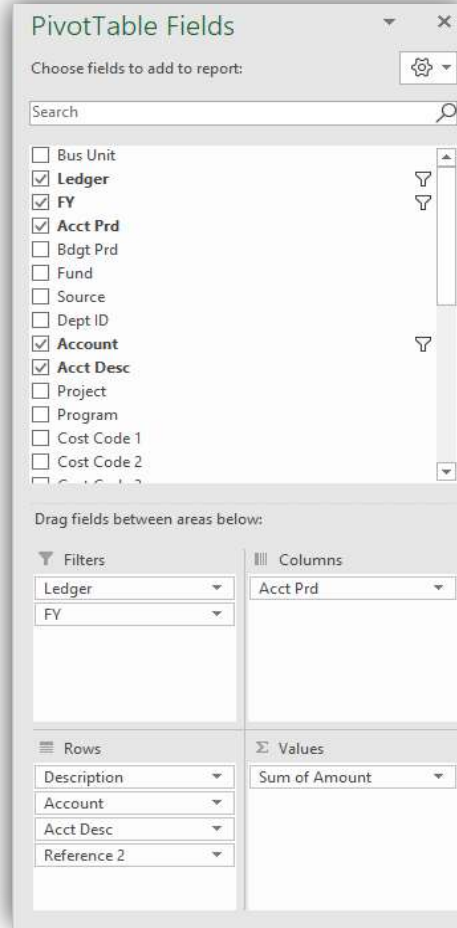 PivotTable Fields
Choose fields to add to report:
Search
Bus Unit
Ledger
FY
Acct Prd
Bdgt Prd
Fund
Source
Dept ID
Account
Acct Desc
Project
Program
Cost Code 1
Cost Code 2
Drag fields between areas below:
Filters
Ledger
FY
Columns
Acct Prd
Rows
Description
Account
Acct Desc
Reference 2
Values
Sum of Amount